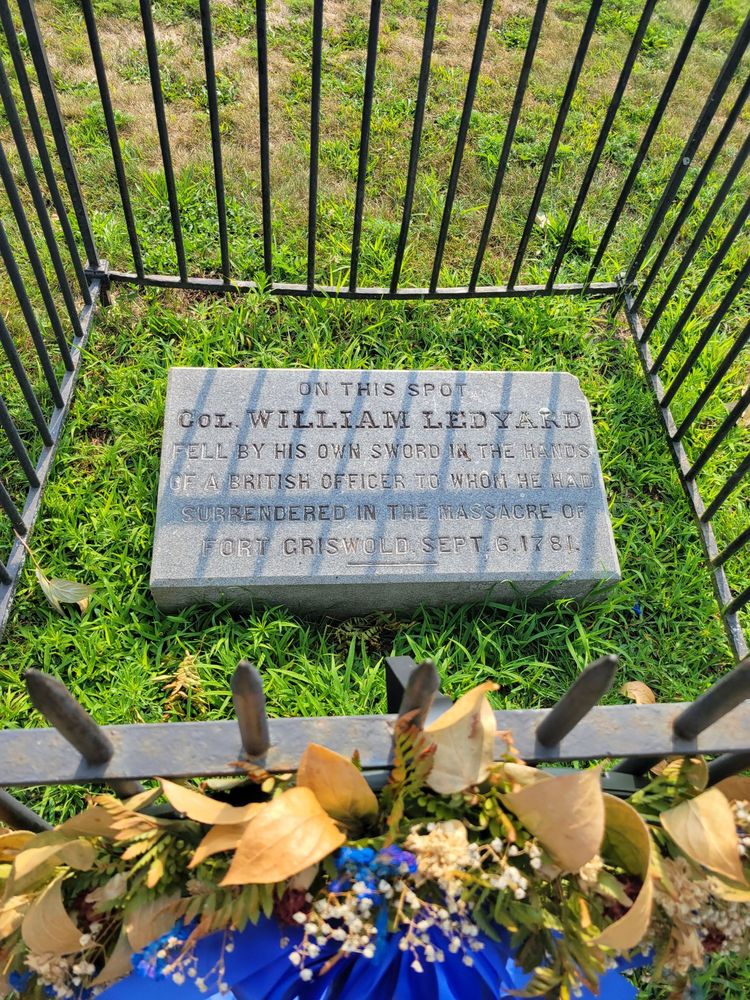 ON THIS SPOT
COL. WILLIAM LEDYARD
FELL BY HIS OWN SWORD IN THE HANDS
OF A BRITISH OFFICER TO WHOM HE HAD
SURRENDERED IN THE MASSACRE OF
FORT GRISWOLD. SEPT. 6. 1781.